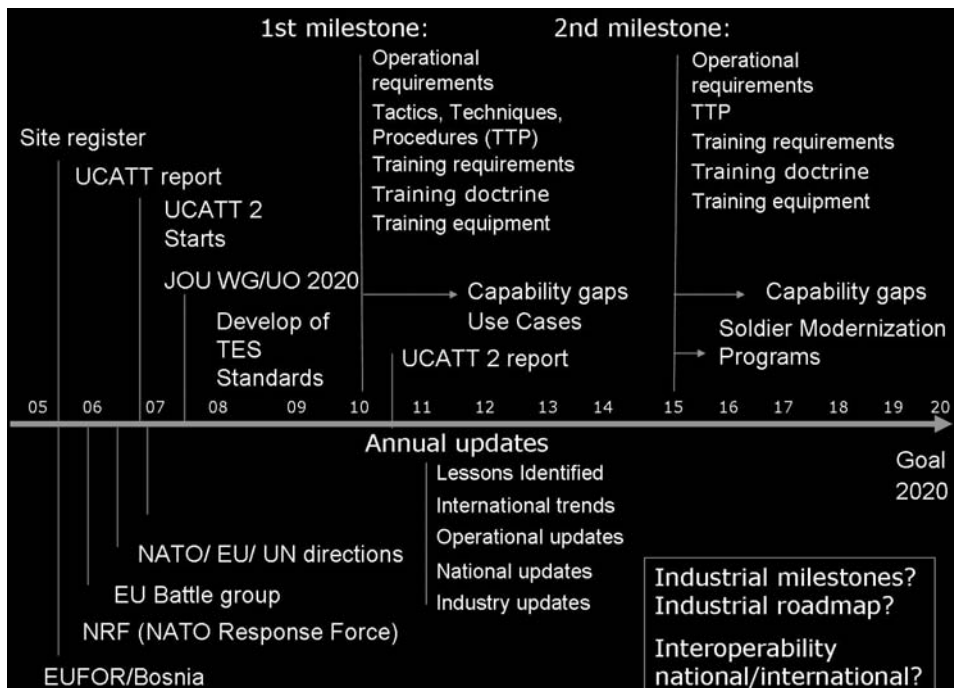 1st milestone:
2nd milestone:
Operational
requirements
Tactics, Techniques,
Procedures (TTP)
Training requirements
Training doctrine
Training equipment
Operational
requirements
TTP
Training requirements
Training doctrine
Training equipment
Site register
UCATT report
UCATT 2
Starts
JOU WG/UO 2020
Develop of
TES
Standards
Capability gaps
Use Cases
UCATT 2 report
Capability gaps
Soldier Modernization
Programs
05 06 07 08 09 10 11 12 13 14 15 16 17 18 19 20
Annual updates
Lessons Identified
International trends
Operational updates
National updates
Industry updates
Goal
2020
NATO/ EU/ UN directions
EU Battle group
NRF (NATO Response Force)
EUFOR/Bosnia
Industrial milestones?
Industrial roadmap?
Interoperability
national/international?